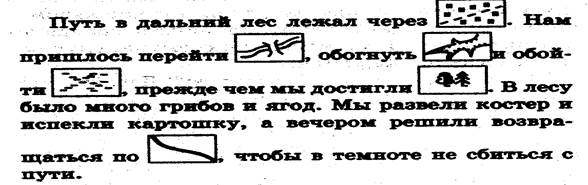 Путь в дальний лес лежал через . Нам
пришлось перейти , обогнуть и обой-
ти , прежде чем мы достигли . В лесу
было много грибов и ягод. Мы развели костер и
испекли картошку, а вечером решили возвра-
щаться по , чтобы в темноте не сбиться с
пути.